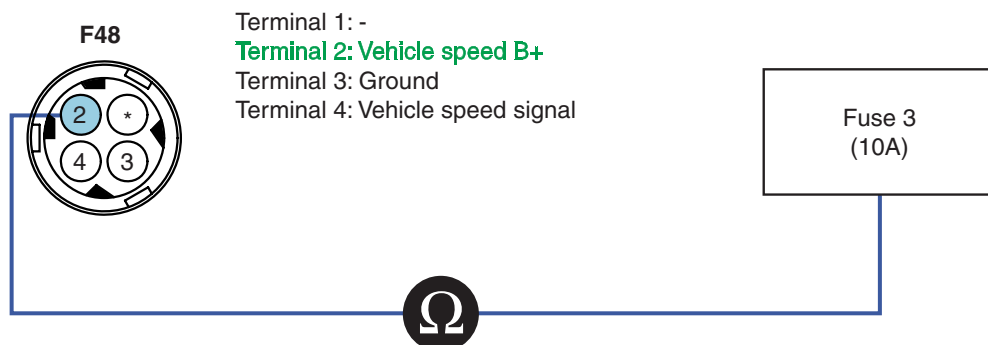 F48
Terminal 1: -
Terminal 2: Vehicle speed B+
Terminal 3: Ground
Terminal 4: Vehicle speed signal
2 *
4 3
Fuse 3
(10A)
Ω